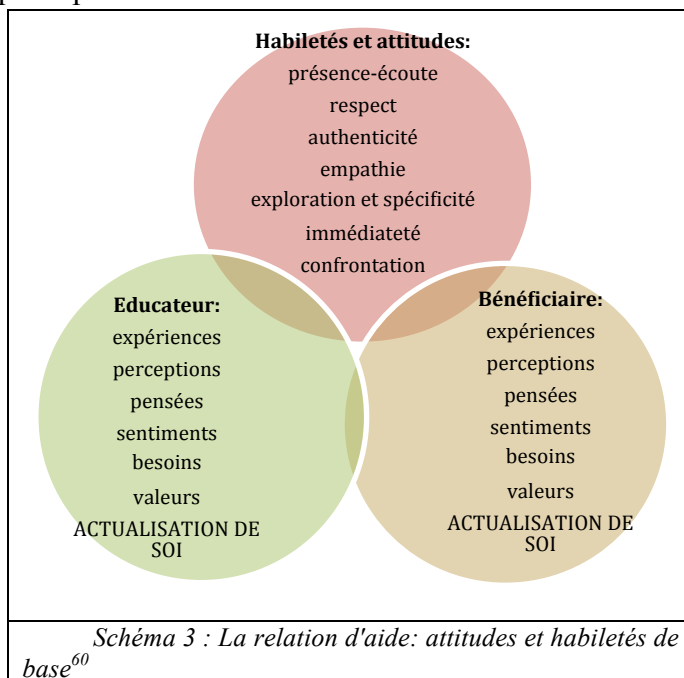 Habiletés et attitudes:
présence-écoute
respect
authenticité
empathie
exploration et spécificité
immédiateté
confrontation
Educateur:
expériences
perceptions
pensées
sentiments
besoins
valeurs
ACTUALISATION DE
SOI
Bénéficiaire:
expériences
perceptions
pensées
sentiments
besoins
valeurs
ACTUALISATION DE
SOI
Schéma 3 : La relation d'aide: attitudes et habiletés de
base60